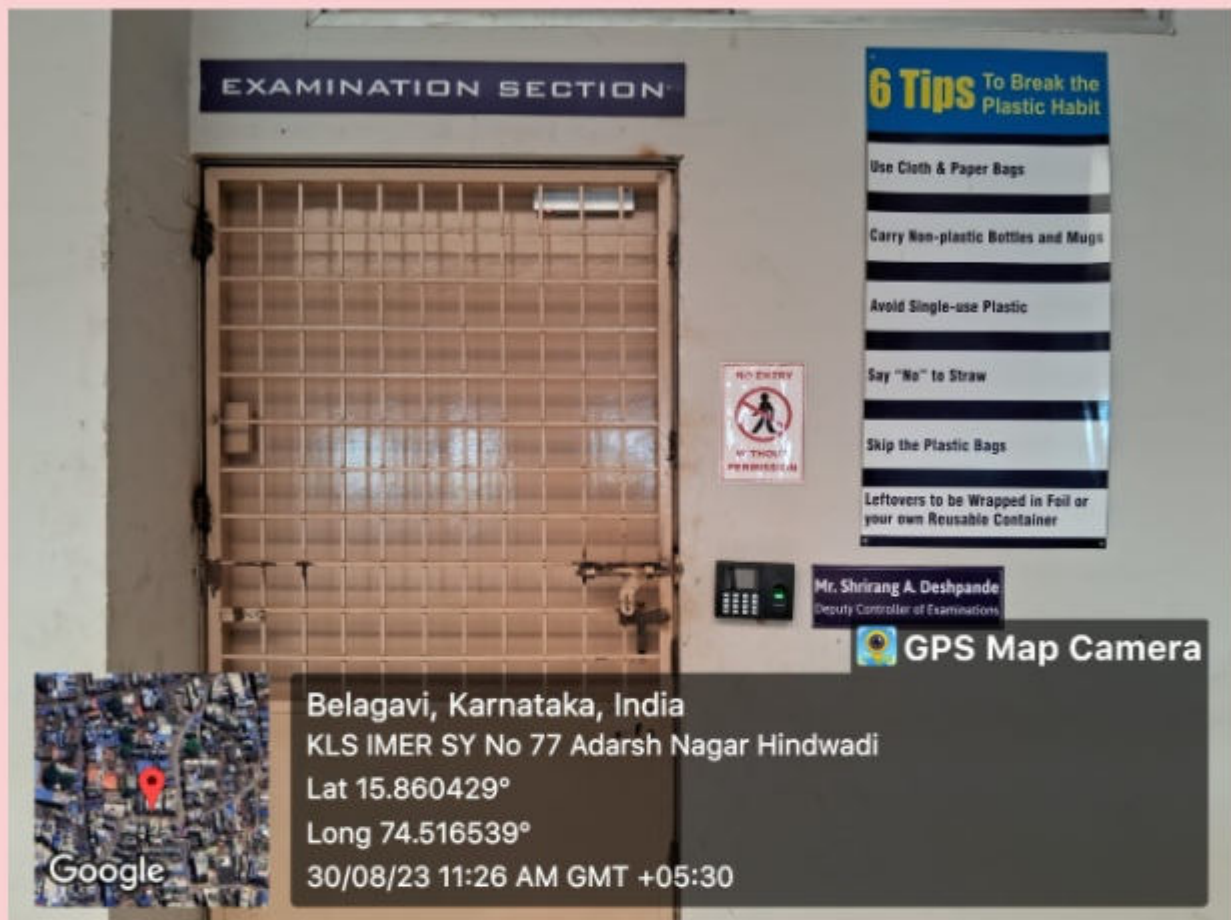 EXAMINATION SECTION
6 Tips To Break the
Plastic Habit
Use Cloth & Paper Bags
Carry Non-plastic Bottles and Mugs
Avoid Single-use Plastic
Say "No" to Straw
Skip the Plastic Bags
Leftovers to be Wrapped in Foil or
your own Reusable Container
NO ENTRY
WITHOUT
PERMISSION
Mr. Shrirang A. Deshpande
Deputy Controller of Examinations
GPS Map Camera
Belagavi, Karnataka, India
KLS IMER SY No 77 Adarsh Nagar Hindwadi
Lat 15.860429°
Long 74.516539°
30/08/23 11:26 AM GMT +05:30
Google